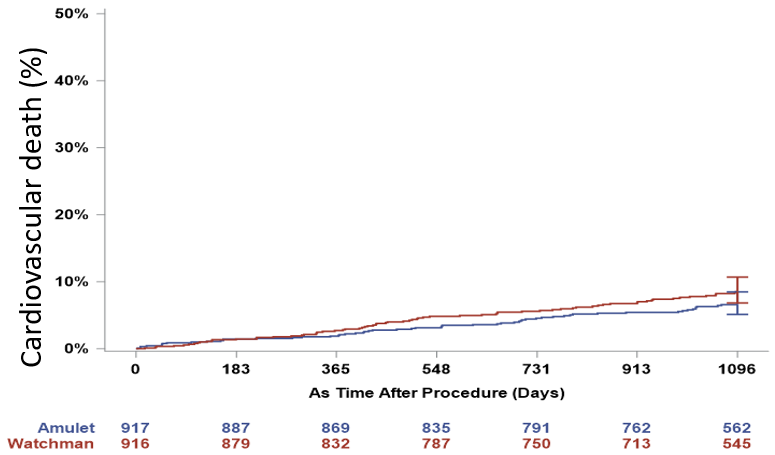 Cardiovascular death (%)
50%
40%
30%
20%
10%
0%
0 183 365 548 731 913 1096
As Time After Procedure (Days)
Amulet 917 887 869 835 791 762 562
Watchman 916 879 832 787 750 713 545